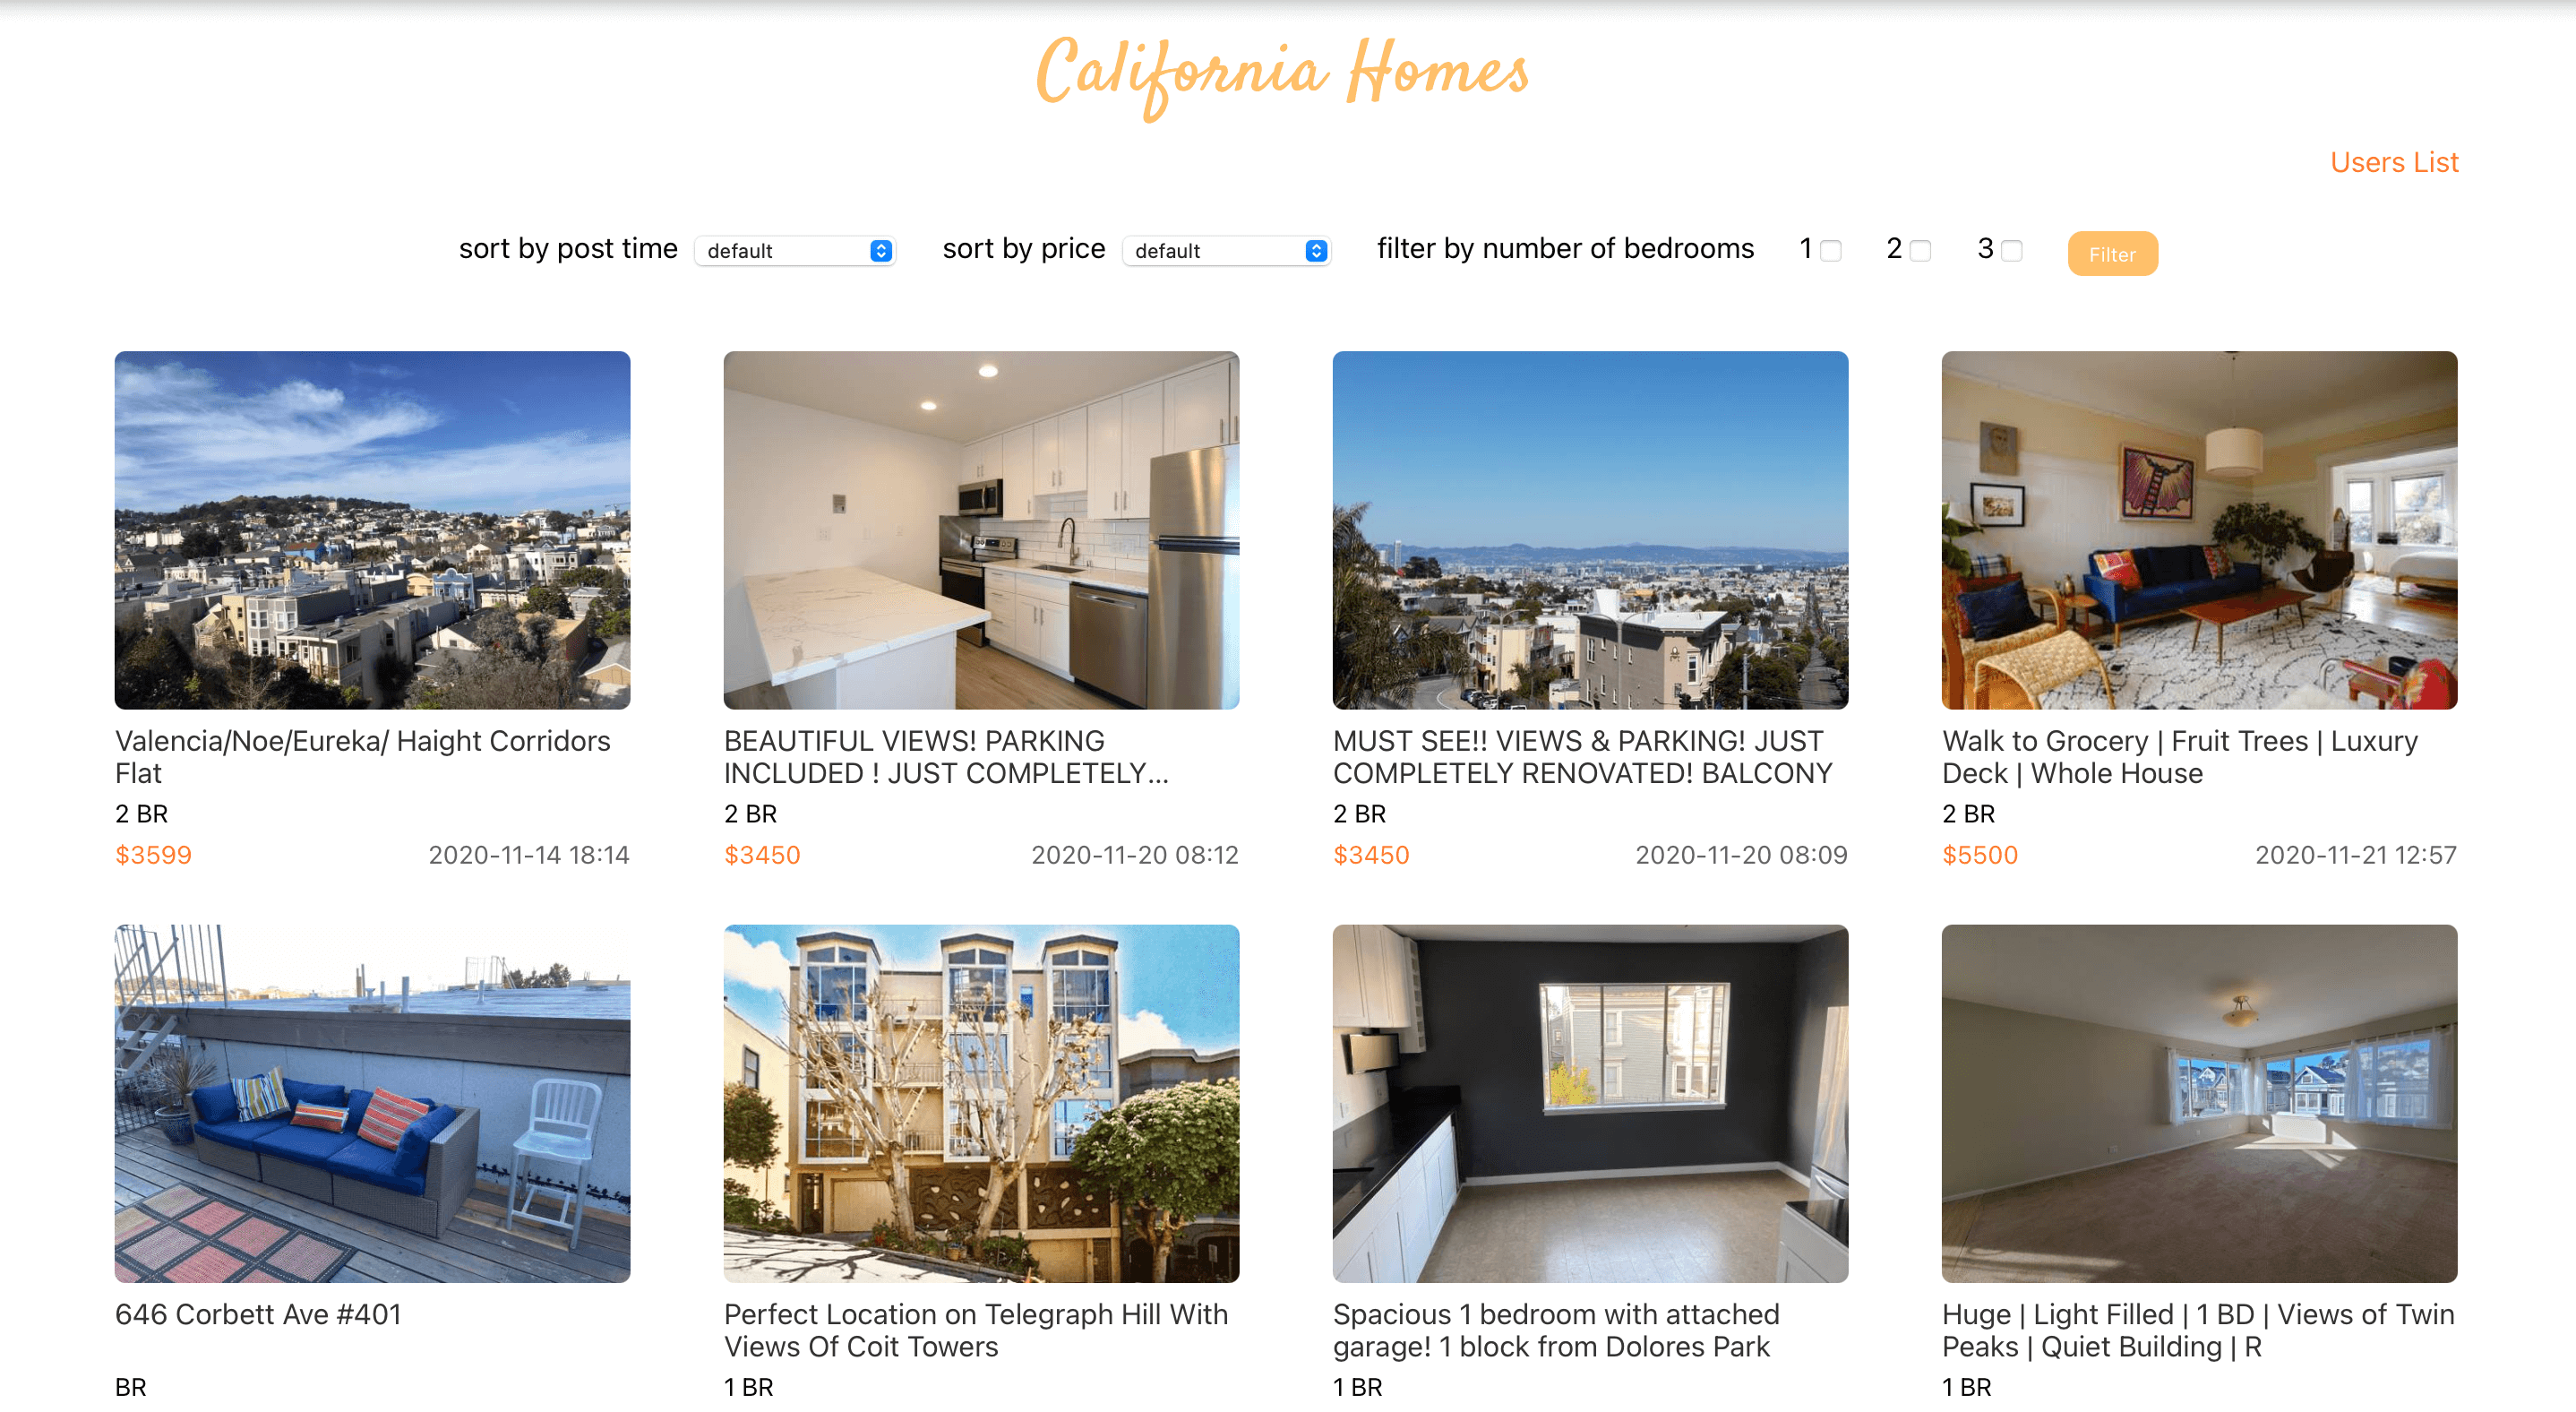 California Homes
Users List
sort by post time default sort by price default filter by number of bedrooms 1 2 3 Filter
Valencia/Noe/Eureka/ Haight Corridors
Flat
2 BR
$3599 2020-11-14 18:14
BEAUTIFUL VIEWS! PARKING
INCLUDED ! JUST COMPLETELY...
2 BR
$3450 2020-11-20 08:12
MUST SEE!! VIEWS & PARKING! JUST
COMPLETELY RENOVATED! BALCONY
2 BR
$3450 2020-11-20 08:09
Walk to Grocery | Fruit Trees | Luxury
Deck | Whole House
2 BR
$5500 2020-11-21 12:57
646 Corbett Ave #401
BR
Perfect Location on Telegraph Hill With
Views Of Coit Towers
1 BR
Spacious 1 bedroom with attached
garage! 1 block from Dolores Park
1 BR
Huge | Light Filled | 1 BD | Views of Twin
Peaks | Quiet Building | R
1 BR